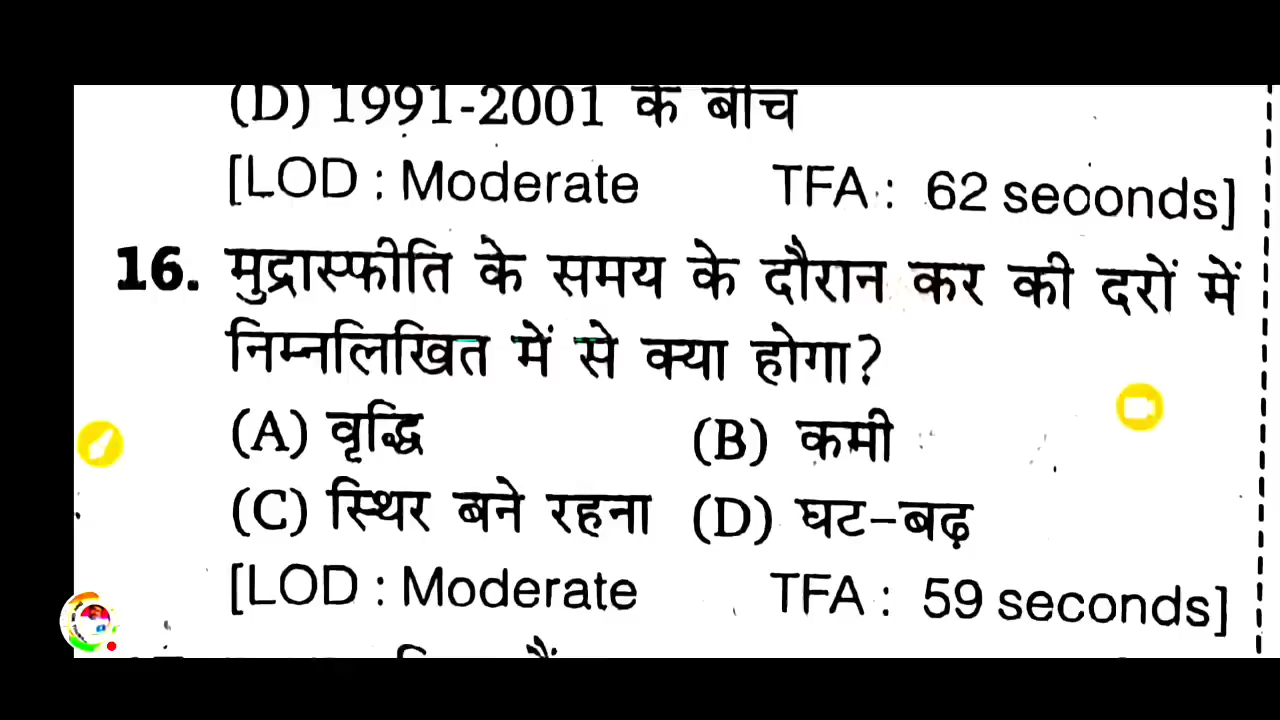 (D) 1991-2001 के बीच
[LOD : Moderate TFA : 62 seoonds]
16. मुद्रास्फीति के समय के दौरान कर की दरों में
निम्नलिखित में से क्या होगा?
(A) वृद्धि (B) कमी
(C) स्थिर बने रहना (D) घट-बढ़
[LOD : Moderate TFA : 59 seconds]